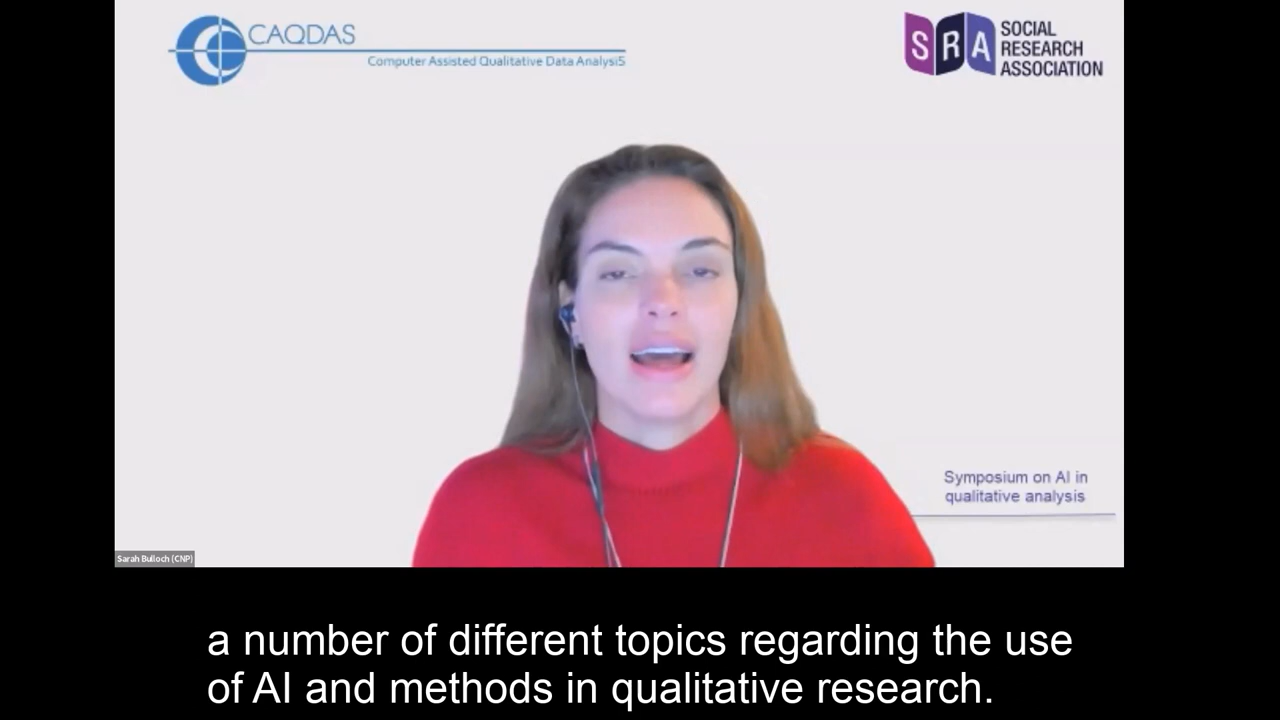 CAQDAS
Computer Assisted Qualitative Data AnalysiS
SRA
SOCIAL
RESEARCH
ASSOCIATION
Symposium on AI in
qualitative analysis
Sarah Bulloch (CNP)
a number of different topics regarding the use
of AI and methods in qualitative research.